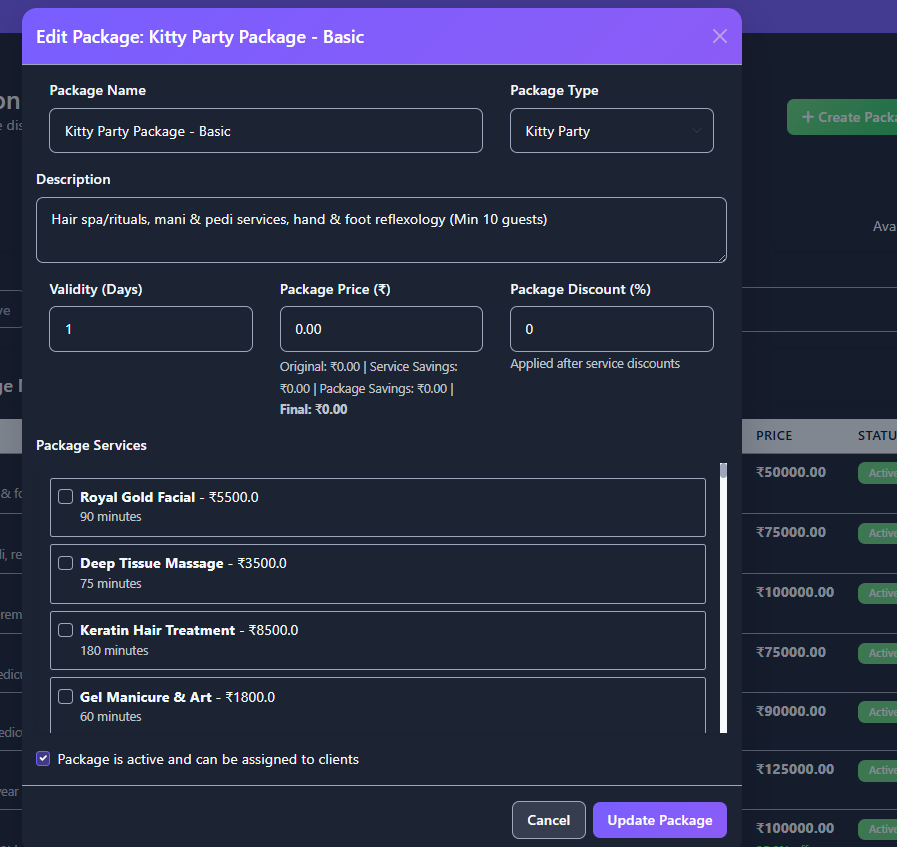 Edit Package: Kitty Party Package - Basic
Package Name
Package Type
Kitty Party Package - Basic
Kitty Party
Description
Hair spa/rituals, mani & pedi services, hand & foot reflexology (Min 10 guests)
Validity (Days)
Package Price (₹)
Package Discount (%)
1
0.00
0
Original: ₹0.00 | Service Savings:
₹0.00 | Package Savings: ₹0.00 |
Final: ₹0.00
Applied after service discounts
Package Services
Royal Gold Facial - ₹5500.0
90 minutes
Deep Tissue Massage - ₹3500.0
75 minutes
Keratin Hair Treatment - ₹8500.0
180 minutes
Gel Manicure & Art - ₹1800.0
60 minutes
Package is active and can be assigned to clients
Cancel
Update Package
+ Create Packa
Ava
PRICE
STATU
₹50000.00
Active
₹75000.00
Active
₹100000.00
Active
₹75000.00
Active
₹90000.00
Active
₹125000.00
Active
₹100000.00
Active